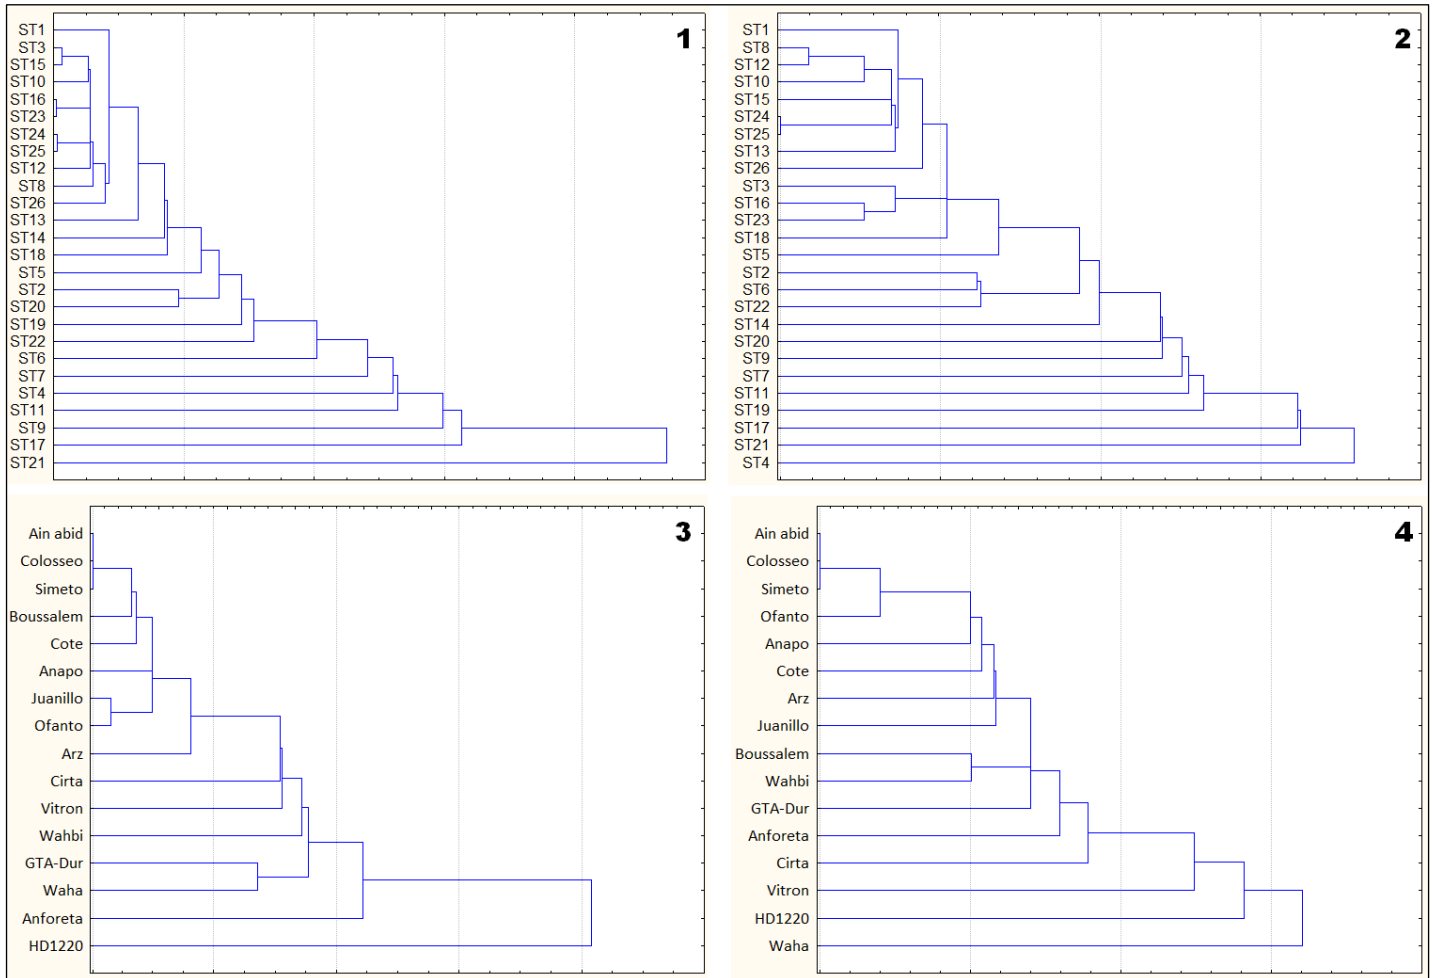 1
ST1
ST3
ST15
ST10
ST16
ST23
ST24
ST25
ST12
ST8
ST26
ST13
ST14
ST18
ST5
ST2
ST20
ST19
ST22
ST6
ST7
ST4
ST11
ST9
ST17
ST21
2
ST1
ST8
ST12
ST10
ST15
ST24
ST25
ST13
ST26
ST3
ST16
ST23
ST18
ST5
ST2
ST6
ST22
ST14
ST20
ST9
ST7
ST11
ST19
ST17
ST21
ST4
3
Ain abid
Colosseo
Simeto
Boussalem
Cote
Anapo
Juanillo
Ofanto
Arz
Cirta
Vitron
Wahbi
GTA-Dur
Waha
Anforeta
HD1220
4
Ain abid
Colosseo
Simeto
Ofanto
Anapo
Cote
Arz
Juanillo
Boussalem
Wahbi
GTA-Dur
Anforeta
Cirta
Vitron
HD1220
Waha